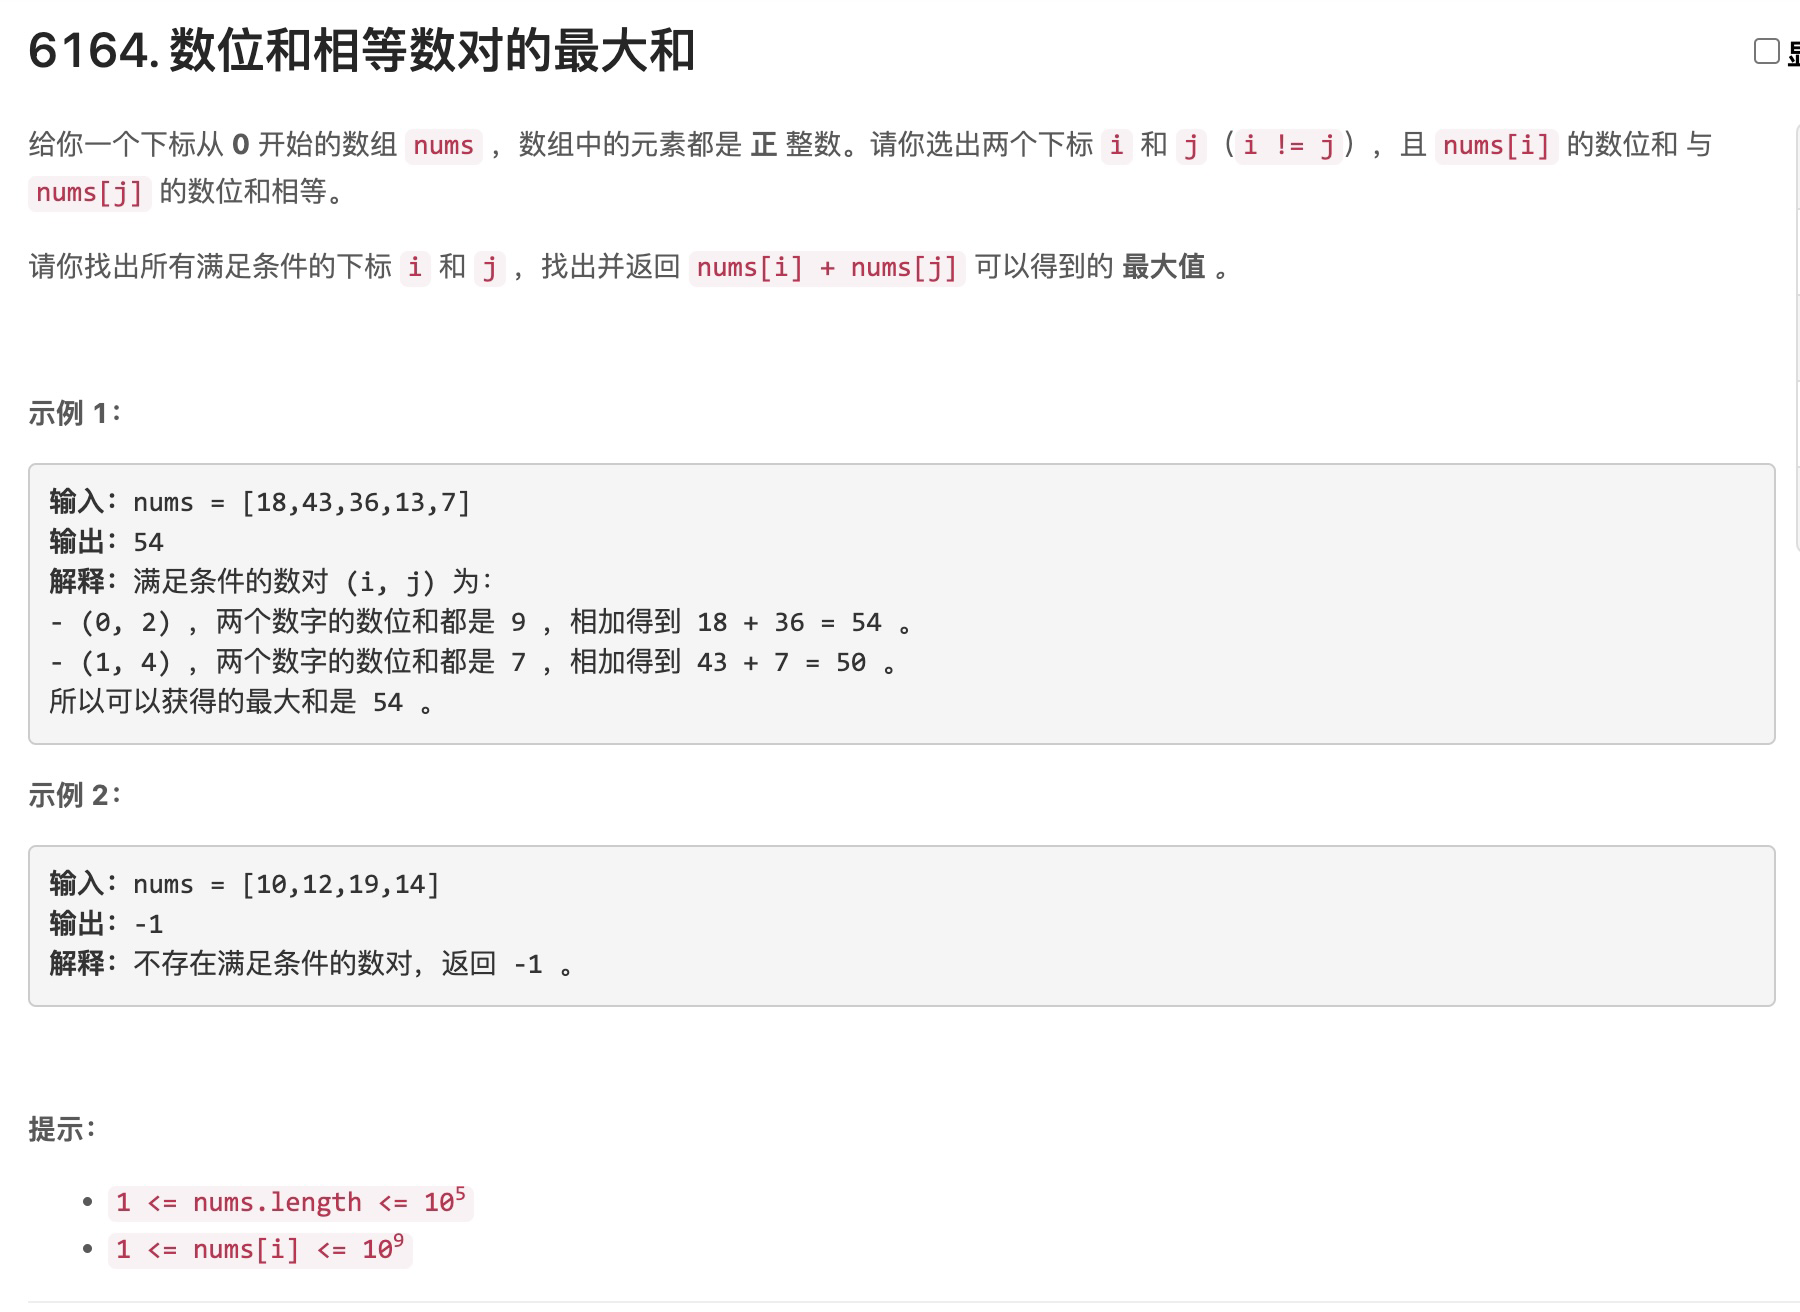 6164. 数位和相等数对的最大和
显
给你一个下标从 0 开始的数组 nums ，数组中的元素都是 正 整数。请你选出两个下标 i 和 j（i != j），且 nums[i] 的数位和 与
nums[j] 的数位和相等。
请你找出所有满足条件的下标 i 和 j ，找出并返回 nums[i] + nums[j] 可以得到的 最大值 。
示例 1：
输入：nums = [18,43,36,13,7]
输出：54
解释：满足条件的数对 (i, j) 为：
- (0, 2) ，两个数字的数位和都是 9 ，相加得到 18 + 36 = 54 。
- (1, 4) ，两个数字的数位和都是 7 ，相加得到 43 + 7 = 50 。
所以可以获得的最大和是 54 。
示例 2：
输入：nums = [10,12,19,14]
输出：-1
解释：不存在满足条件的数对，返回 -1 。
提示：
• 1 <= nums.length <= 10⁵
• 1 <= nums[i] <= 10⁹